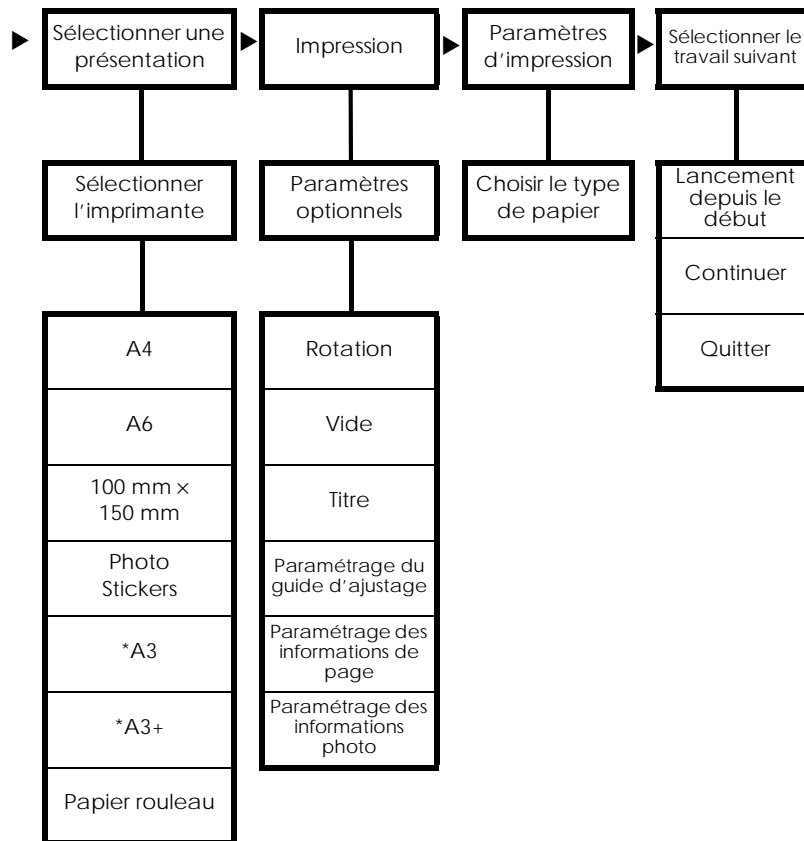 Sélectionner une
présentation
Impression
Paramètres
d'impression
Sélectionner le
travail suivant
Sélectionner
l'imprimante
Paramètres
optionnels
Choisir le type
de papier
Lancement
depuis le
début
Continuer
Quitter
A4
A6
100 mm ×
150 mm
Photo
Stickers
*A3
*A3+
Papier rouleau
Rotation
Vide
Titre
Paramétrage du
guide d'ajustage
Paramétrage des
informations de
page
Paramétrage des
informations
photo